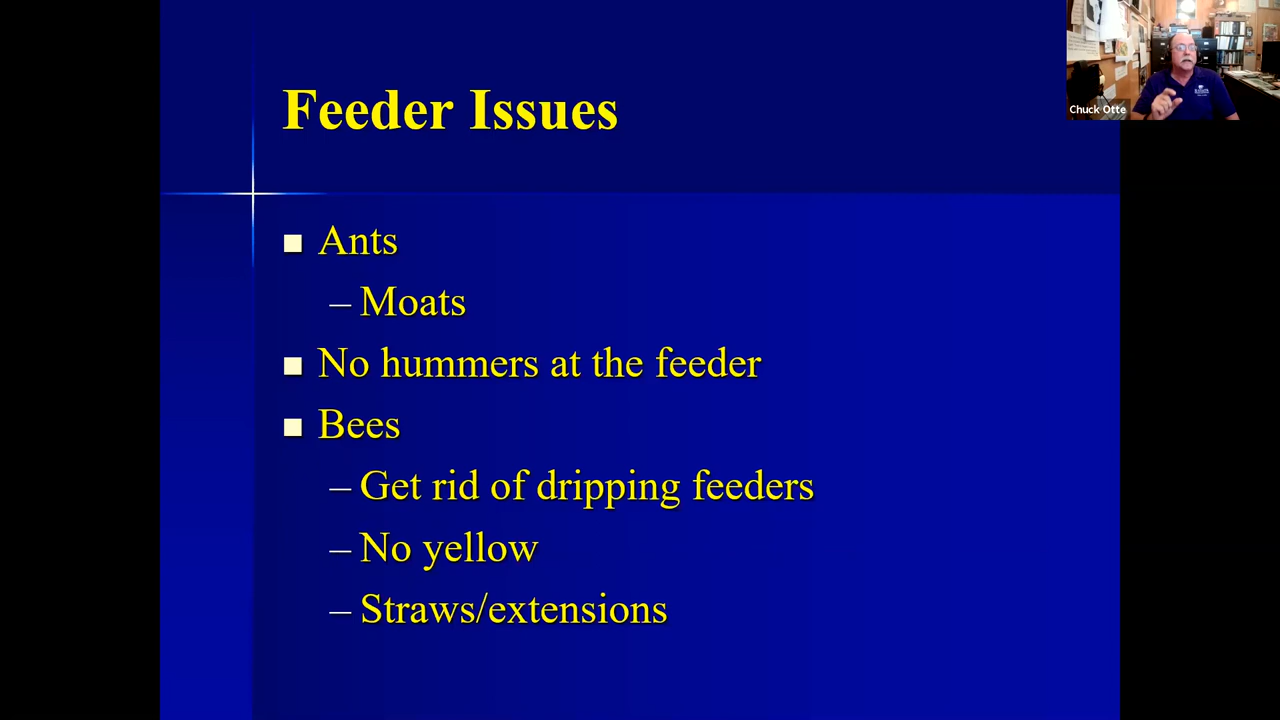 Feeder Issues
Chuck Otte
Ants
– Moats
No hummers at the feeder
Bees
– Get rid of dripping feeders
– No yellow
– Straws/extensions